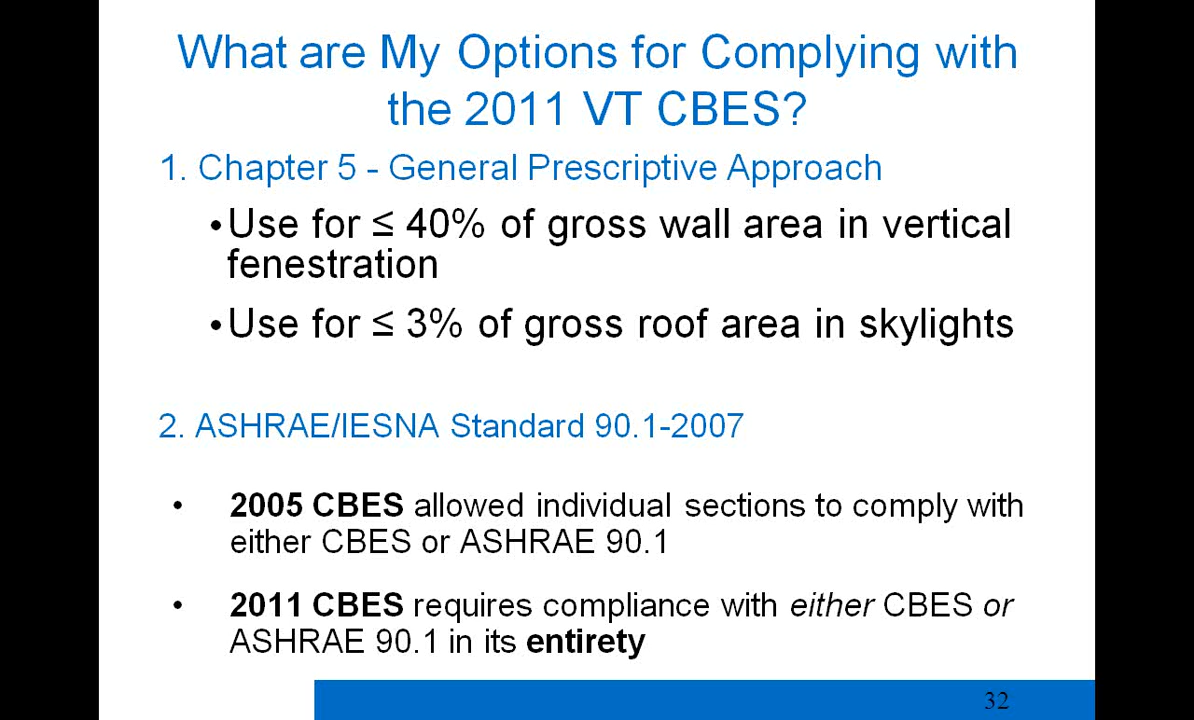 What are My Options for Complying with
the 2011 VT CBES?
1. Chapter 5 - General Prescriptive Approach
•Use for ≤ 40% of gross wall area in vertical
fenestration
•Use for ≤ 3% of gross roof area in skylights
2. ASHRAE/IESNA Standard 90.1-2007
• 2005 CBES allowed individual sections to comply with
either CBES or ASHRAE 90.1
• 2011 CBES requires compliance with either CBES or
ASHRAE 90.1 in its entirety
32